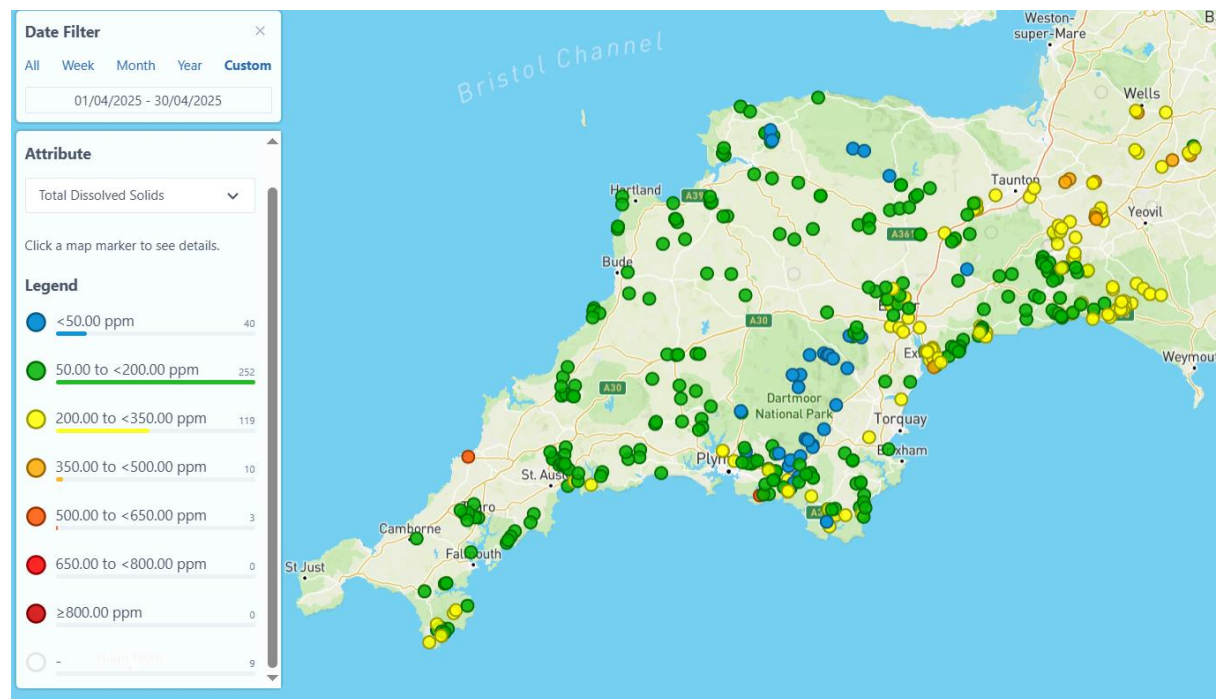 Date Filter ×
All Week Month Year Custom
01/04/2025 - 30/04/2025
Attribute
Total Dissolved Solids
Click a map marker to see details.
Legend
<50.00 ppm 40
50.00 to <200.00 ppm 252
200.00 to <350.00 ppm 119
350.00 to <500.00 ppm 10
500.00 to <650.00 ppm 3
650.00 to <800.00 ppm 0
≥800.00 ppm 0
- 9
Bristol Channel
Weston-
super-Mare
B
Wells
Taunton
Yeovil
Hartland
A39
A361
Bude
A30
Ex
Weymou
A30
Dartmoor
National Park
Torquay
Plym
St. Aus
Camborne
St Just